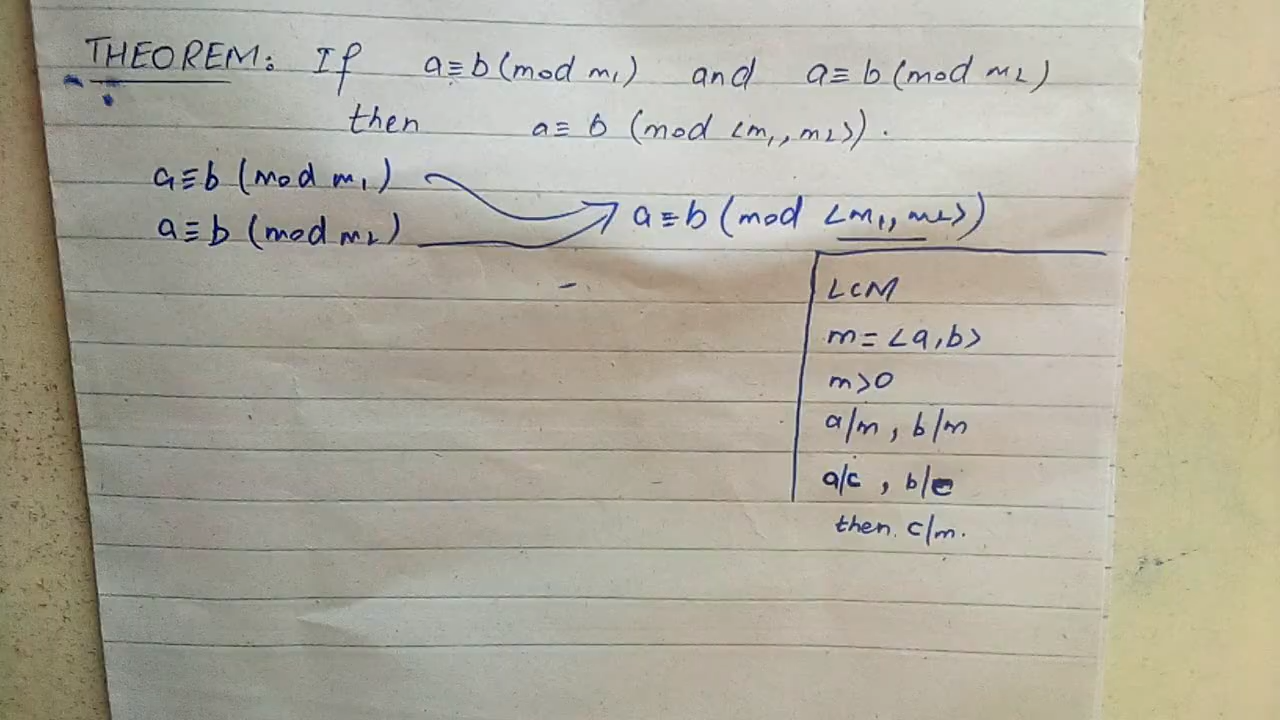 THEOREM: If a≡b (mod m₁) and a≡b (mod m₂)
then a≡ b (mod <m₁, m₂>).
a≡b (mod m₁)
a≡b (mod m₂)
a≡b (mod <m₁, m₂>)
LCM
m = <a, b>
m>0
a/m , b/m
a/c , b/c
then c/m.